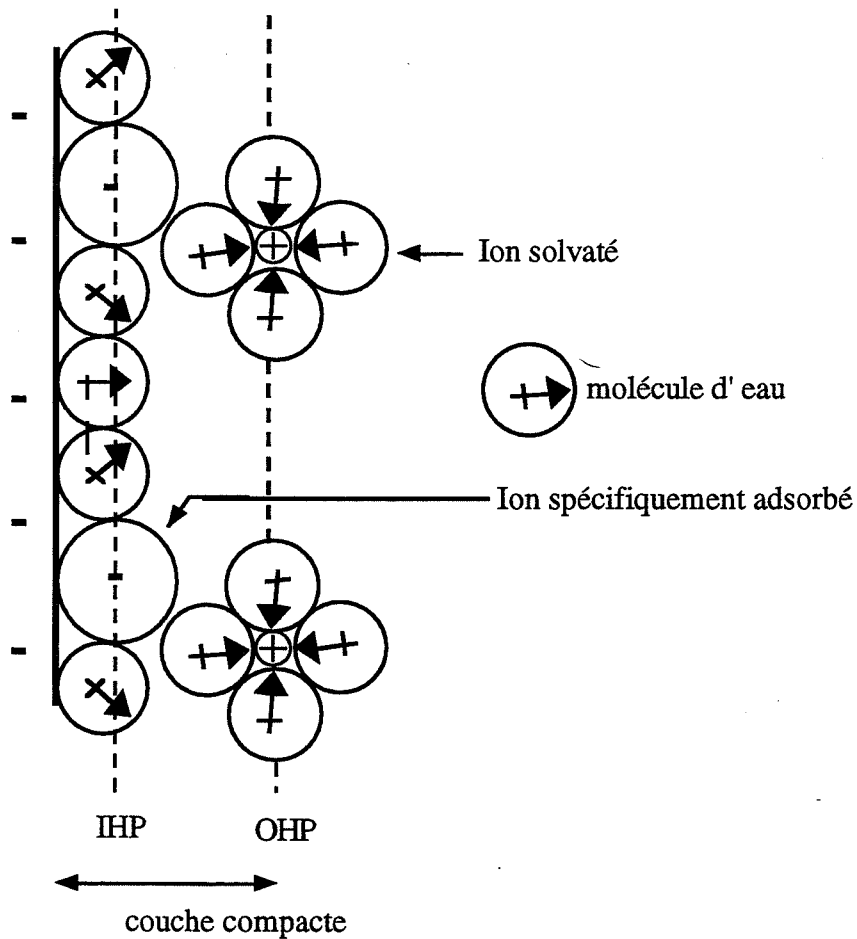 Ion solvaté
molécule d' eau
Ion spécifiquement adsorbé
IHP
OHP
couche compacte